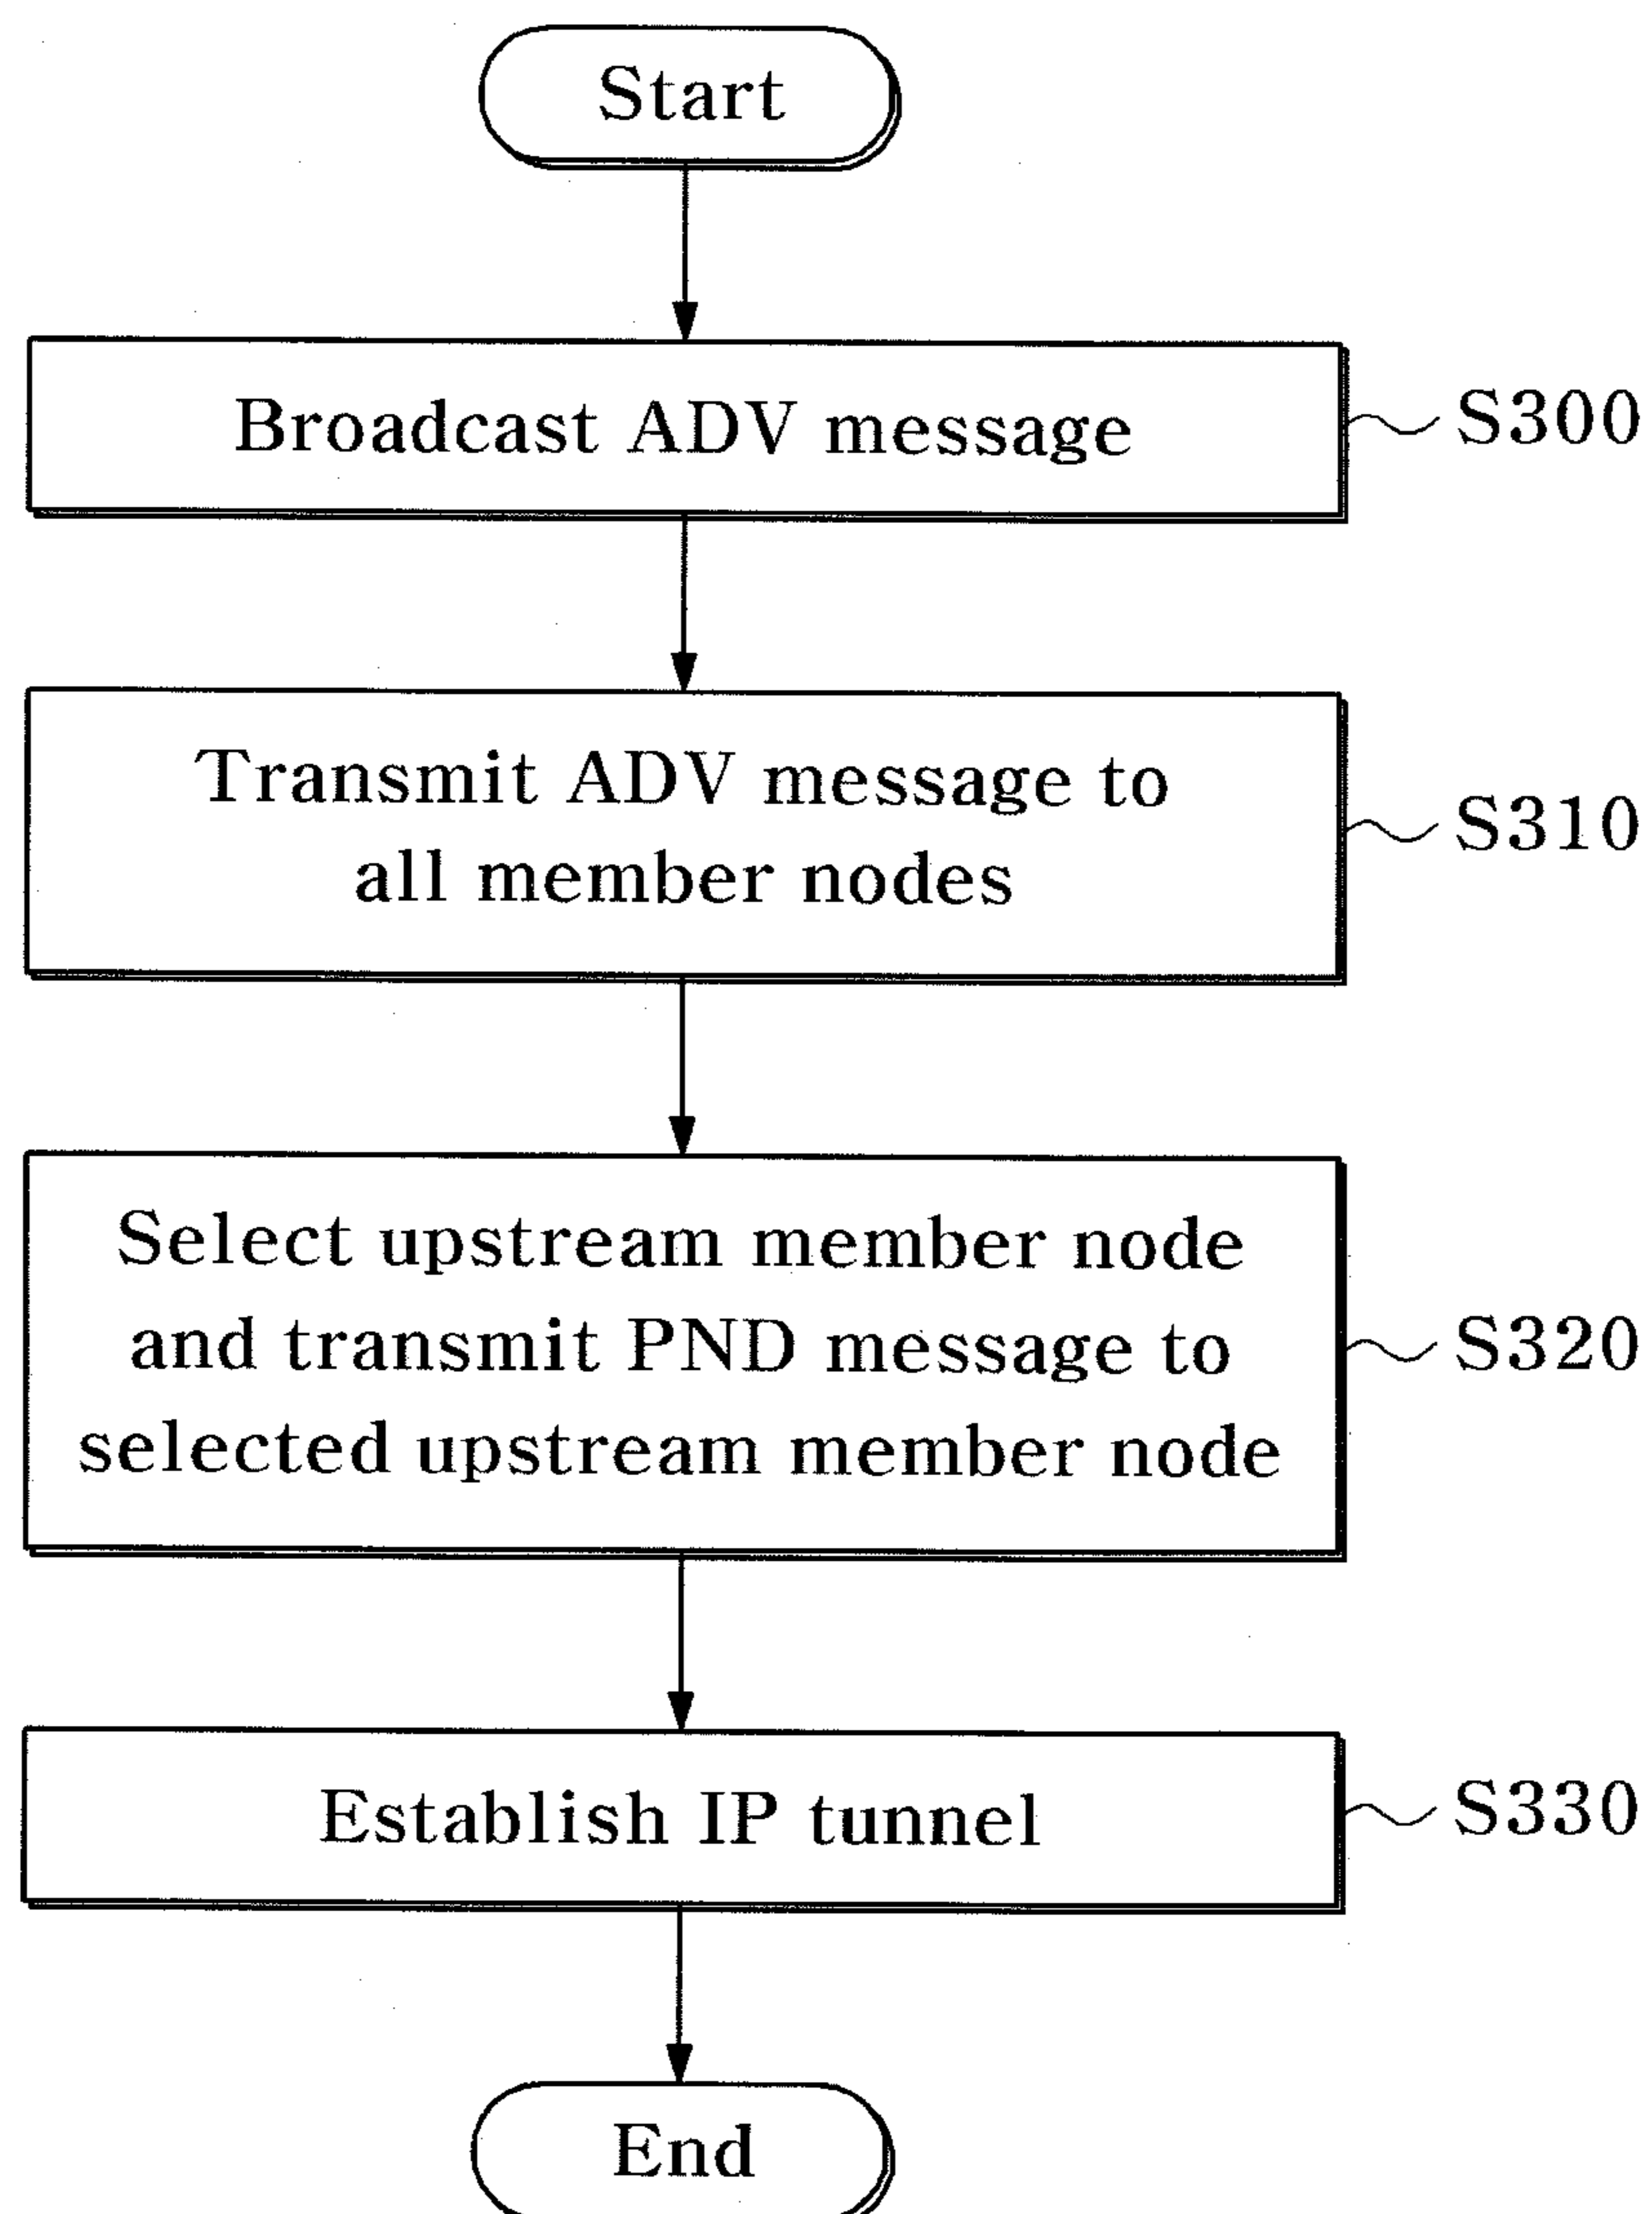 Start
Broadcast ADV message
S300
Transmit ADV message to
all member nodes
S310
Select upstream member node
and transmit PND message to
selected upstream member node
S320
Establish IP tunnel
S330
End